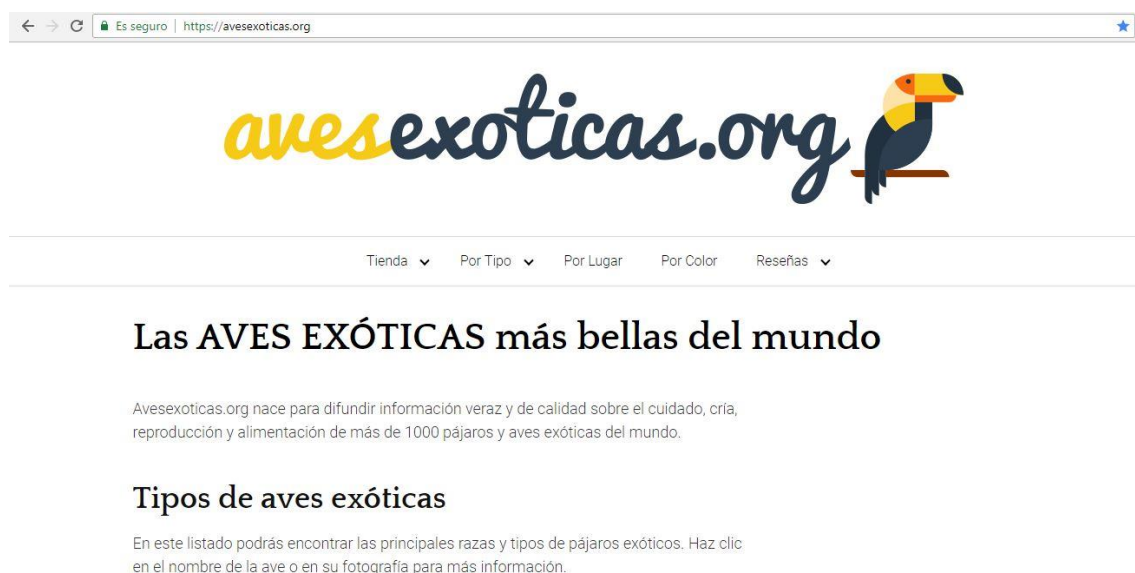 Es seguro | https://avesexoticas.org
avesexoticas.org
Tienda Por Tipo Por Lugar Por Color Reseñas
Las AVES EXÓTICAS más bellas del mundo
Avesexoticas.org nace para difundir información veraz y de calidad sobre el cuidado, cría,
reproducción y alimentación de más de 1000 pájaros y aves exóticas del mundo.
Tipos de aves exóticas
En este listado podrás encontrar las principales razas y tipos de pájaros exóticos. Haz clic
en el nombre de la ave o en su fotografía para más información.